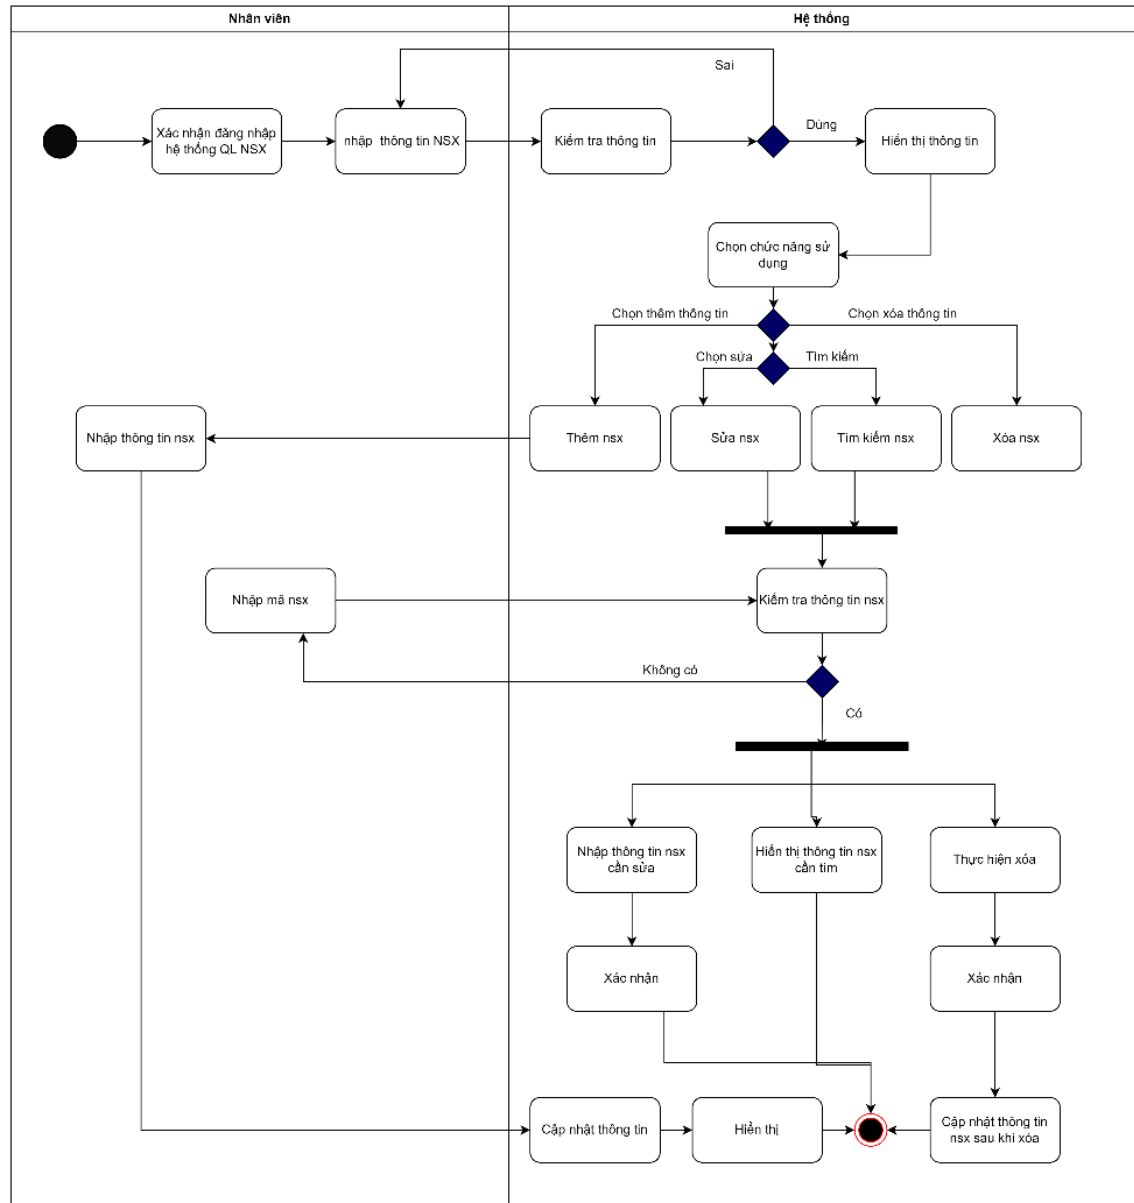 Nhân viên
Hệ thống
Sai
Xác nhận đăng nhập
hệ thống QL NSX
nhập thông tin NSX
Kiểm tra thông tin
Dúng
Hiển thị thông tin
Chọn chức năng sử
dụng
Chọn thêm thông tin
Chọn xóa thông tin
Chọn sửa
Tìm kiếm
Nhập thông tin nsx
Thêm nsx
Sửa nsx
Tìm kiếm nsx
Xóa nsx
Nhập mã nsx
Kiểm tra thông tin nsx
Không có
Có
Nhập thông tin nsx
cần sửa
Hiển thị thông tin nsx
cần tìm
Thực hiện xóa
Xác nhận
Xác nhận
Cập nhật thông tin
Hiển thị
Cập nhật thông tin
nsx sau khi xóa